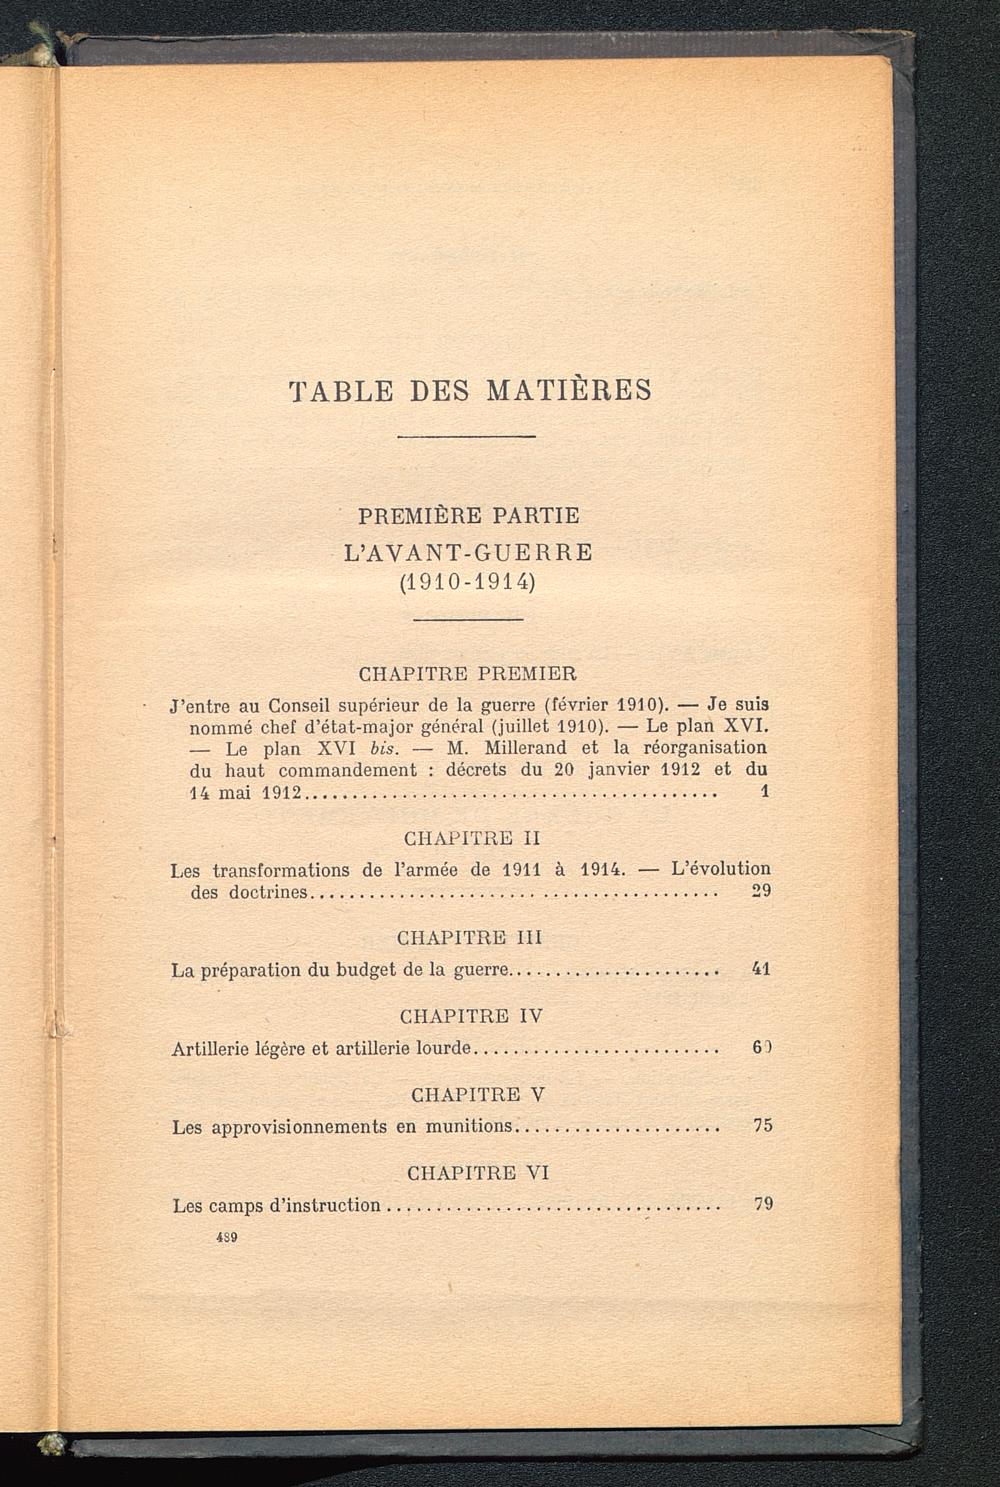 TABLE DES MATIÈRES
PREMIÈRE PARTIE
L'AVANT-GUERRE
(1910-1914)
CHAPITRE PREMIER
J'entre au Conseil supérieur de la guerre (février 1910). — Je suis
nommé chef d'état-major général (juillet 1910). — Le plan XVI.
— Le plan XVI bis. — M. Millerand et la réorganisation
du haut commandement : décrets du 20 janvier 1912 et du
14 mai 1912.......................................... 1
CHAPITRE II
Les transformations de l'armée de 1911 à 1914. — L'évolution
des doctrines.......................................... 29
CHAPITRE III
La préparation du budget de la guerre...................... 41
CHAPITRE IV
Artillerie légère et artillerie lourde......................... 60
CHAPITRE V
Les approvisionnements en munitions..................... 75
CHAPITRE VI
Les camps d'instruction.................................. 79
489